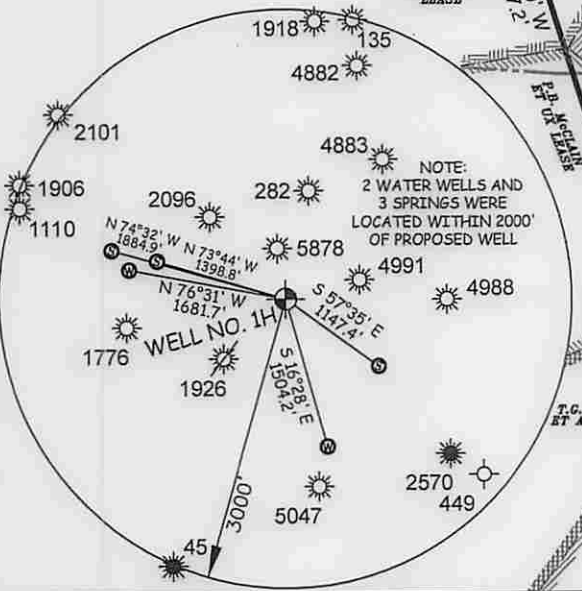 LEASE
1918
135
4882
2101
4883
P.B. McCLAIN
ET UX LEASE
NOTE:
2 WATER WELLS AND
3 SPRINGS WERE
LOCATED WITHIN 2000'
OF PROPOSED WELL
1906
1110
2096
282
N 74°32' W
1884.9'
N 73°44' W
1398.8'
5878
4991
N 76°31' W
1681.7'
S 57°35' E
1147.4'
4988
WELL NO. 1H
1776
1926
S 16°28' E
1504.2'
T.G.
ET A
2570
449
5047
3000'
45
S
S
W
S
W